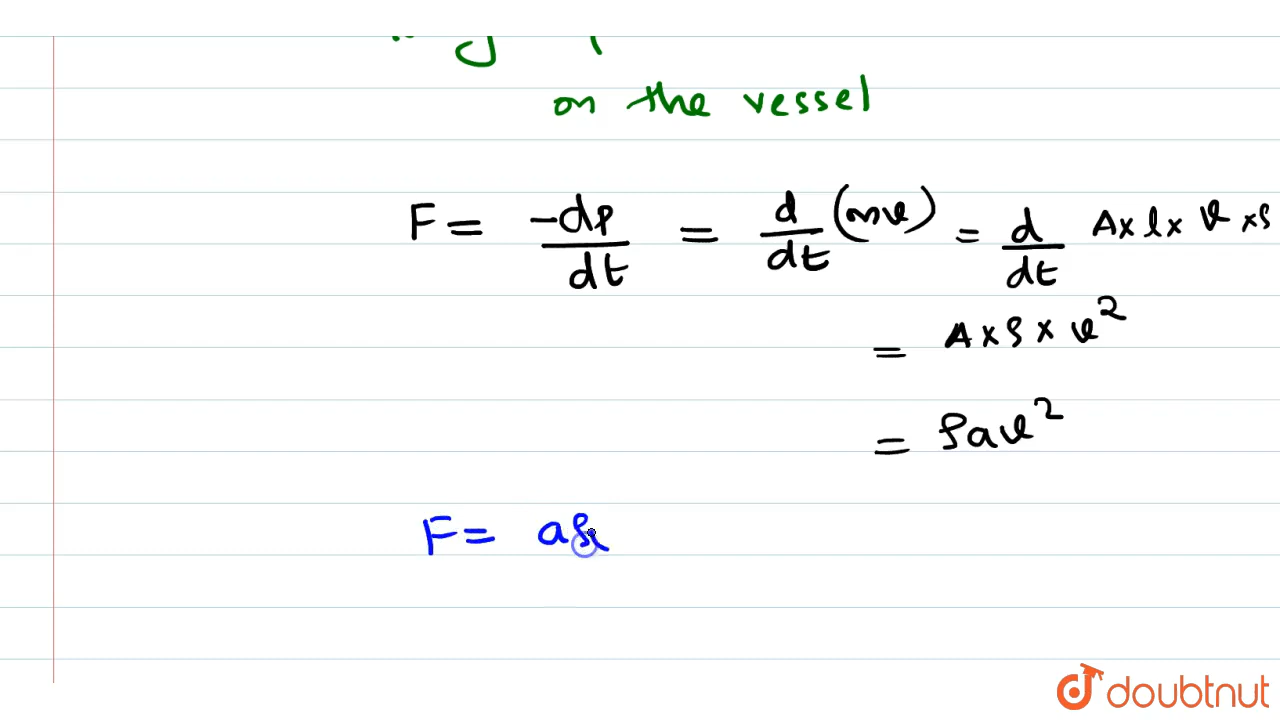 on the vessel
F = -dp/dt = d/dt (mv) = d/dt A x l x v x ρ
= A x ρ x v²
= ρav²
F = aρ
doubtnut